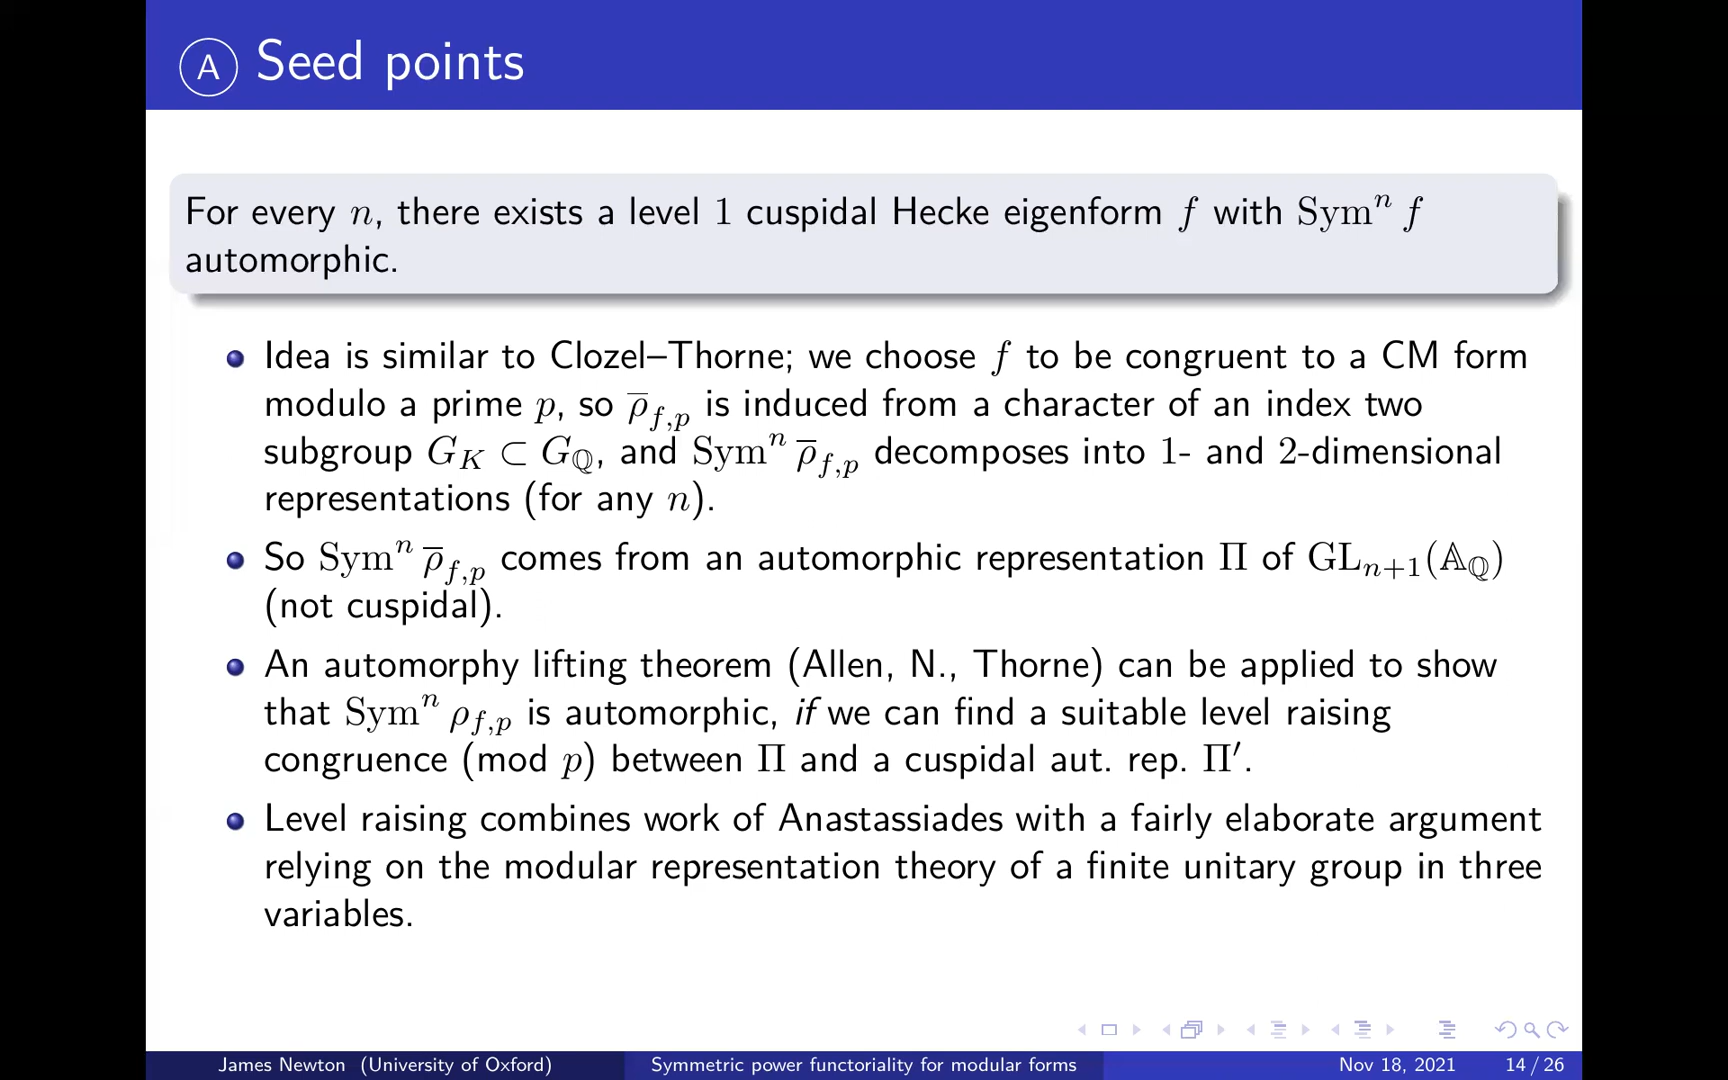 A Seed points
For every n, there exists a level 1 cuspidal Hecke eigenform f with Symⁿ f
automorphic.
Idea is similar to Clozel–Thorne; we choose f to be congruent to a CM form
modulo a prime p, so ρ̅_{f,p} is induced from a character of an index two
subgroup G_K ⊂ G_ℚ, and Symⁿ ρ̅_{f,p} decomposes into 1- and 2-dimensional
representations (for any n).
So Symⁿ ρ̅_{f,p} comes from an automorphic representation Π of GL_{n+1}(𝔸_ℚ)
(not cuspidal).
An automorphy lifting theorem (Allen, N., Thorne) can be applied to show
that Symⁿ ρ_{f,p} is automorphic, if we can find a suitable level raising
congruence (mod p) between Π and a cuspidal aut. rep. Π′.
Level raising combines work of Anastassiades with a fairly elaborate argument
relying on the modular representation theory of a finite unitary group in three
variables.
James Newton (University of Oxford) Symmetric power functoriality for modular forms Nov 18, 2021 14 / 26